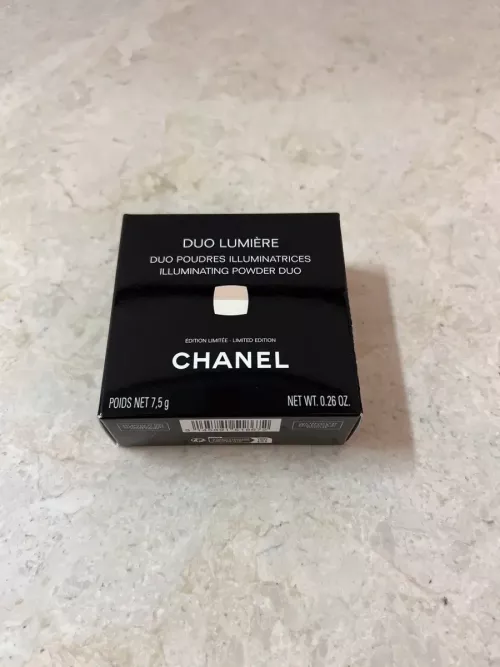 DUO LUMIÈRE
DUO POUDRES ILLUMINATRICES
ILLUMINATING POWDER DUO
ÉDITION LIMITÉE - LIMITED EDITION
CHANEL
POIDS NET 7,5 g NET WT. 0.26 OZ.